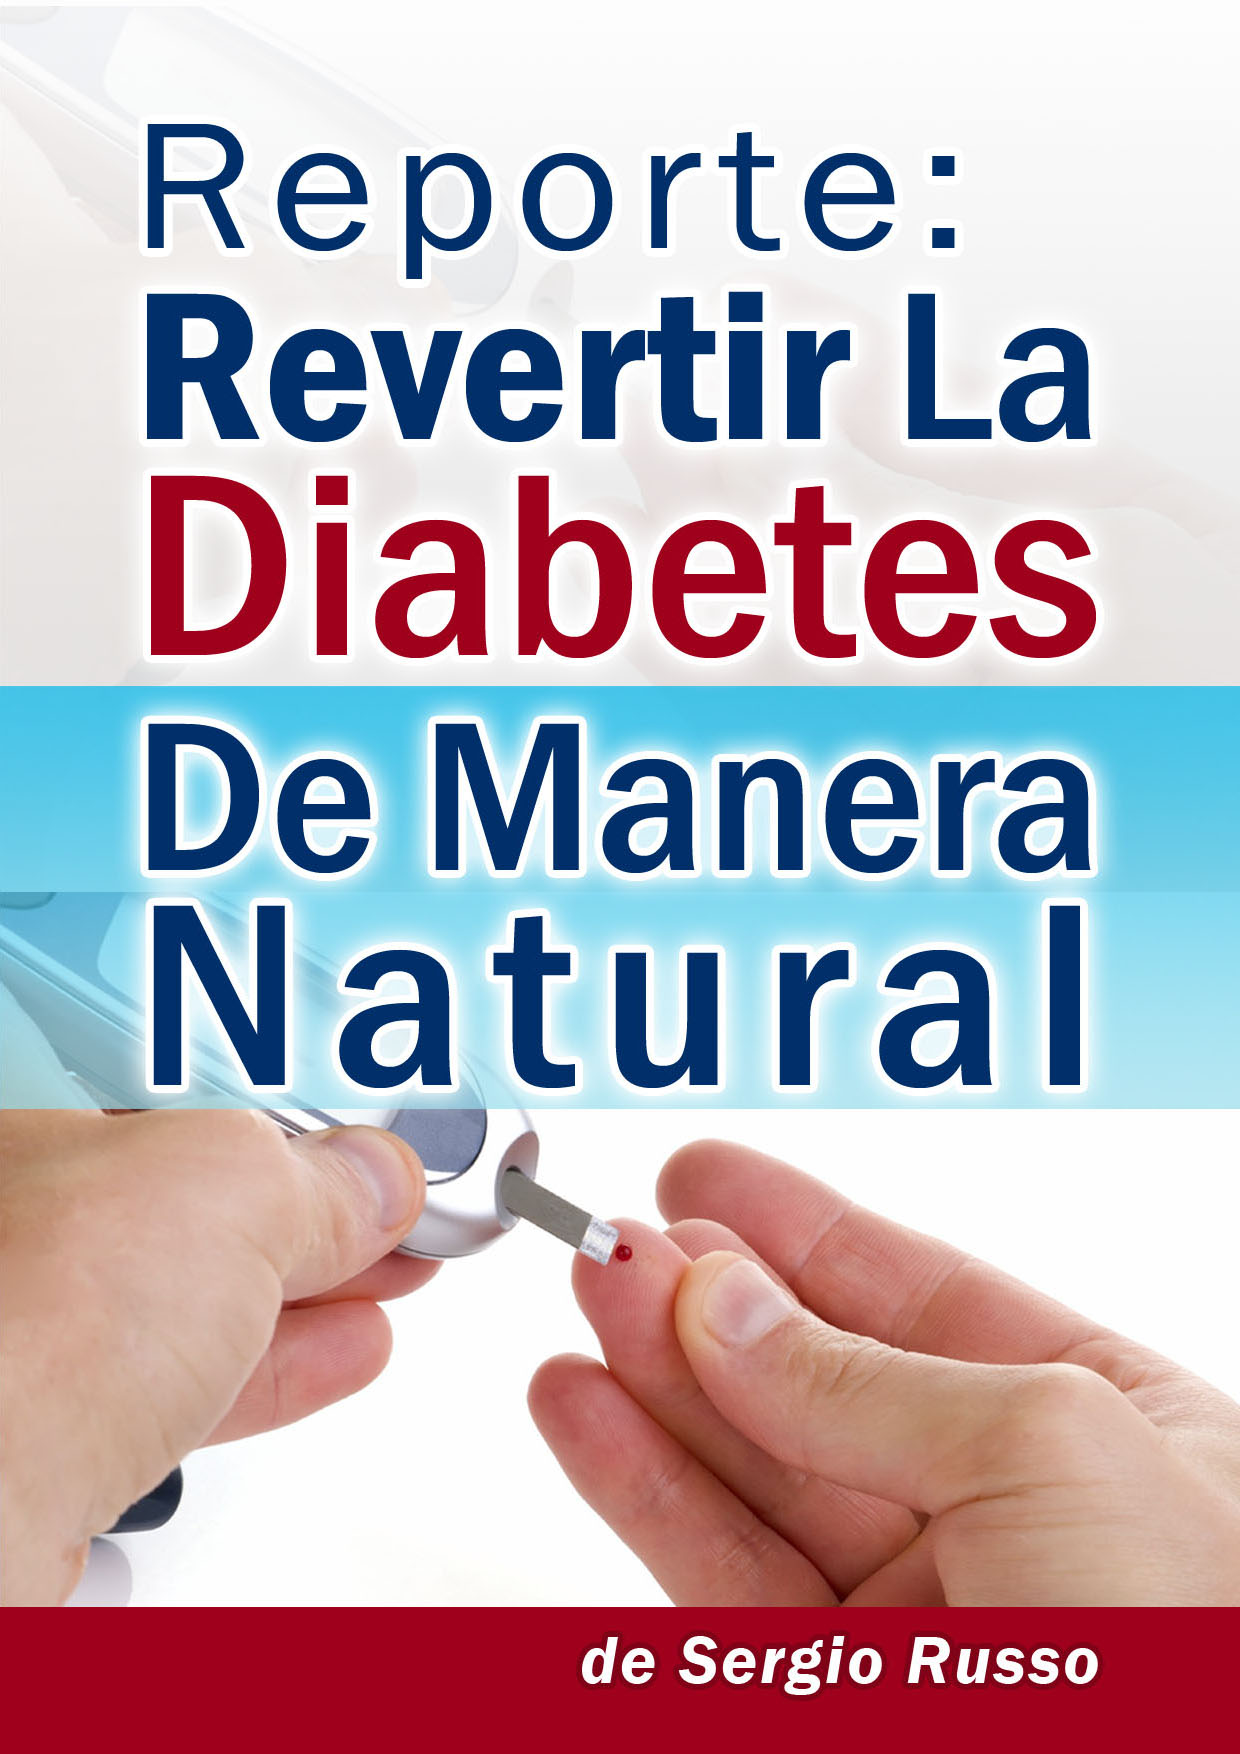 Reporte:
Revertir La
Diabetes
De Manera
Natural
de Sergio Russo